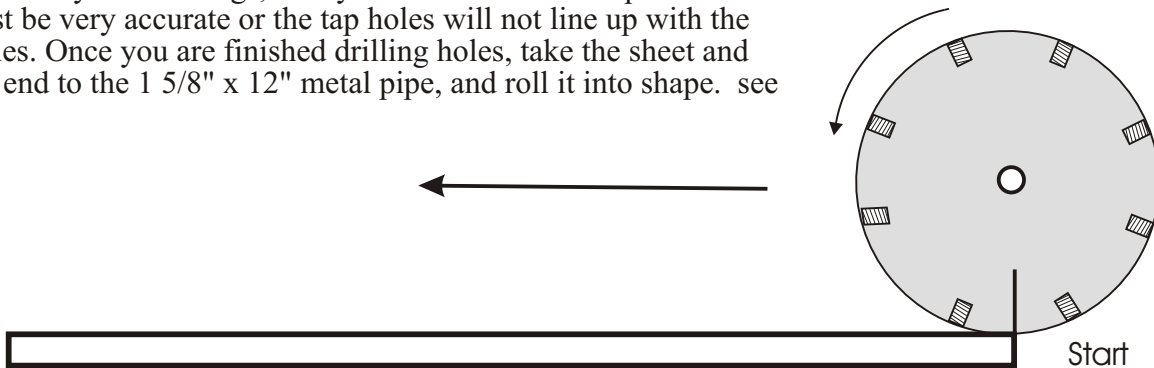 st be very accurate or the tap holes will not line up with the
es. Once you are finished drilling holes, take the sheet and
end to the 1 5/8" x 12" metal pipe, and roll it into shape.  see
Start